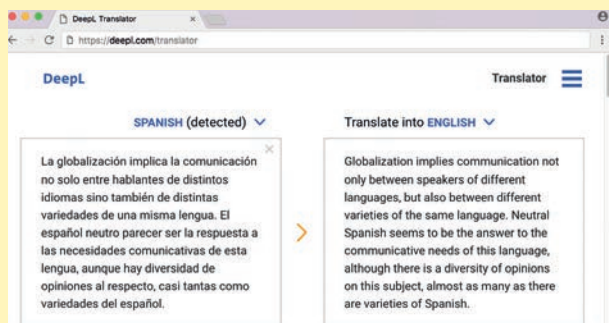 DeepL Translator
https://deepl.com/translator
DeepL
Translator
SPANISH (detected)
Translate into ENGLISH
La globalización implica la comunicación
no solo entre hablantes de distintos
idiomas sino también de distintas
variedades de una misma lengua. El
español neutro parecer ser la respuesta a
las necesidades comunicativas de esta
lengua, aunque hay diversidad de
opiniones al respecto, casi tantas como
variedades del español.
Globalization implies communication not
only between speakers of different
languages, but also between different
varieties of the same language. Neutral
Spanish seems to be the answer to the
communicative needs of this language,
although there is a diversity of opinions
on this subject, almost as many as there
are varieties of Spanish.